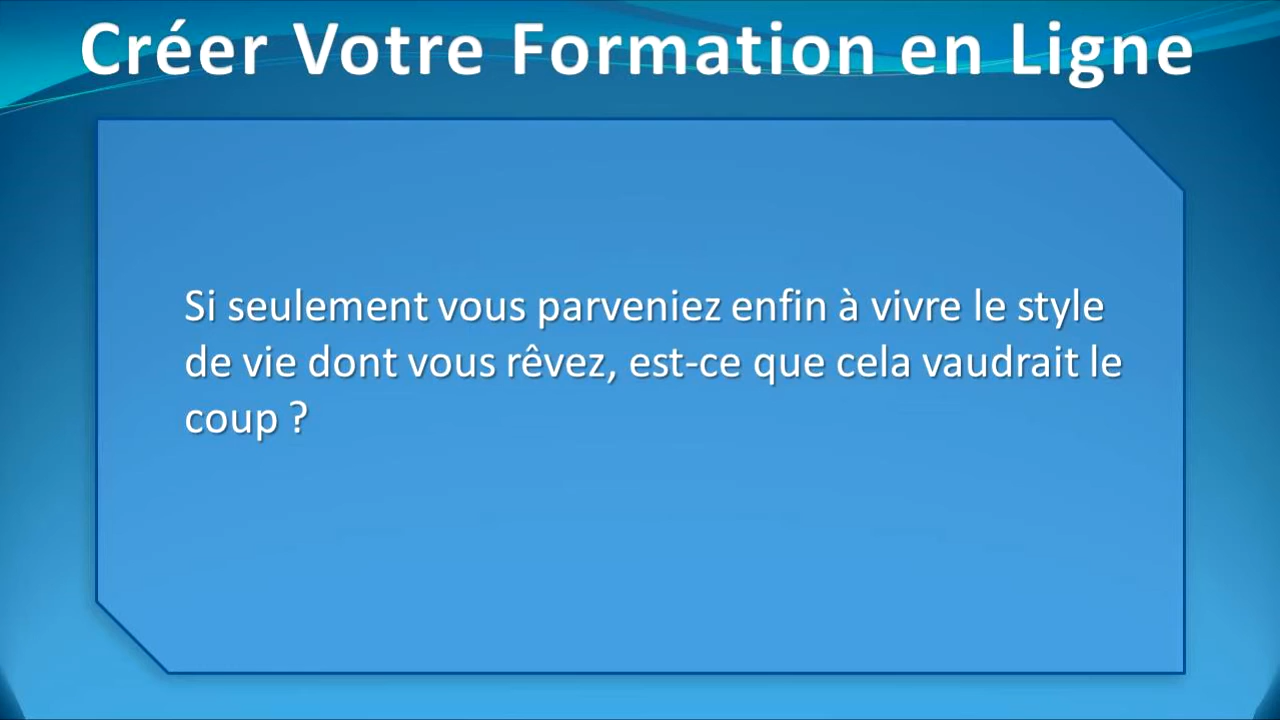 Créer Votre Formation en Ligne
Si seulement vous parveniez enfin à vivre le style
de vie dont vous rêvez, est-ce que cela vaudrait le
coup ?